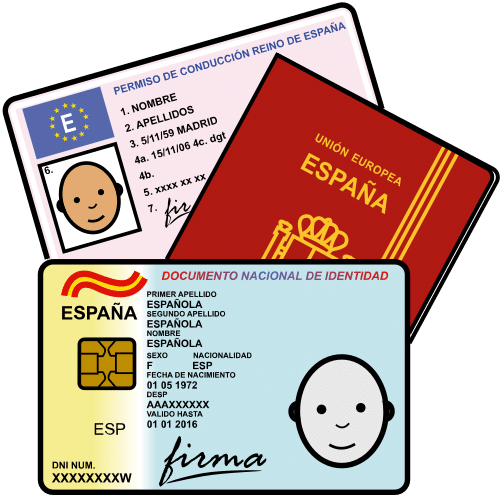 PERMISO DE CONDUCCIÓN REINO DE ESPAÑA
E
1. NOMBRE
2. APELLIDOS
3. 5/11/59 MADRID
4a. 15/11/06 4c. dgt
4b.
5. xxxx xx xx
6.
7. firma
UNIÓN EUROPEA
ESPAÑA
DOCUMENTO NACIONAL DE IDENTIDAD
ESPAÑA
PRIMER APELLIDO
ESPAÑOLA
SEGUNDO APELLIDO
ESPAÑOLA
NOMBRE
ESPAÑOLA
SEXO NACIONALIDAD
F ESP
FECHA DE NACIMIENTO
01 05 1972
DESP
AAAXXXXXX
VALIDO HASTA
01 01 2016
ESP
firma
DNI NUM.
XXXXXXXXW